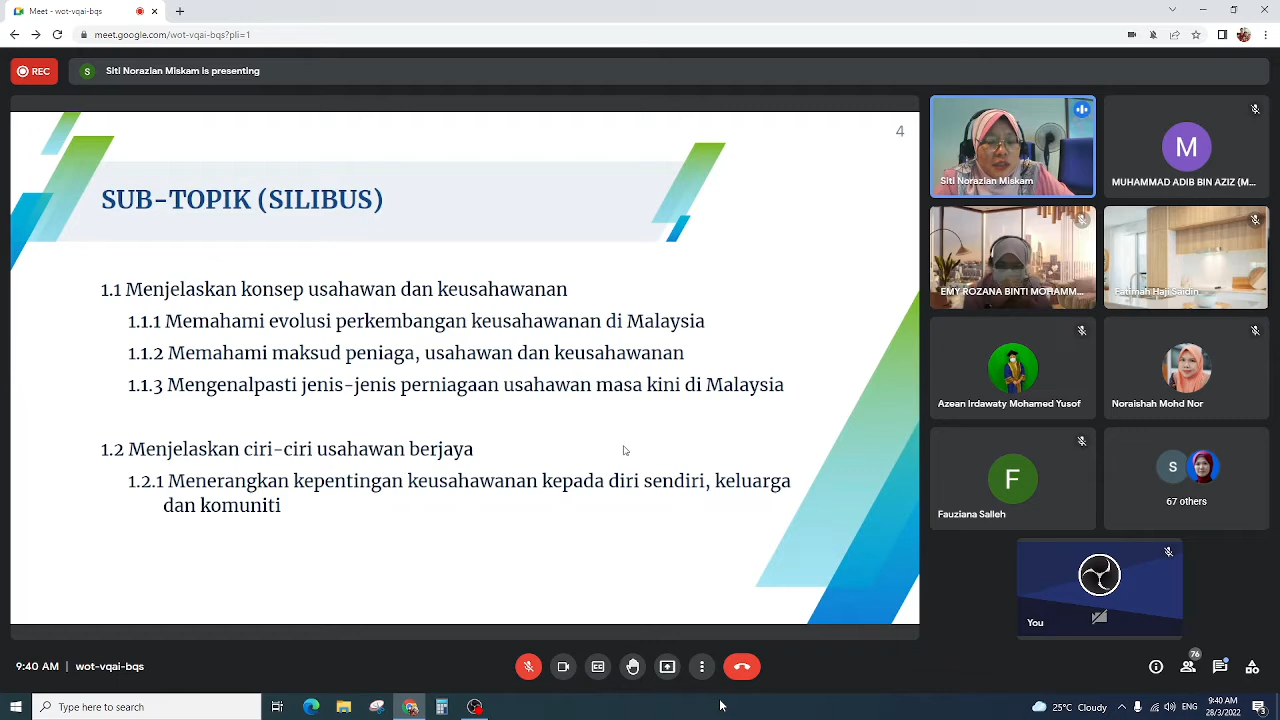 Meet - wot-vqai-bqs
meet.google.com/wot-vqai-bqs?pli=1
REC
S
Siti Norazian Miskam is presenting
4
SUB-TOPIK (SILIBUS)
1.1 Menjelaskan konsep usahawan dan keusahawanan
1.1.1 Memahami evolusi perkembangan keusahawanan di Malaysia
1.1.2 Memahami maksud peniaga, usahawan dan keusahawanan
1.1.3 Mengenalpasti jenis-jenis perniagaan usahawan masa kini di Malaysia
1.2 Menjelaskan ciri-ciri usahawan berjaya
1.2.1 Menerangkan kepentingan keusahawanan kepada diri sendiri, keluarga
dan komuniti
Siti Norazian Miskam
M
MUHAMMAD ADIB BIN AZIZ (M...
EMY ROZANA BINTI MOHAMM...
Fatimah Haji Saidin
Azean Irdawaty Mohamed Yusof
Noraishah Mohd Nor
F
Fauziana Salleh
S
67 others
You
9:40 AM | wot-vqai-bqs
76
Type here to search
25°C Cloudy
9:40 AM
28/3/2022
3